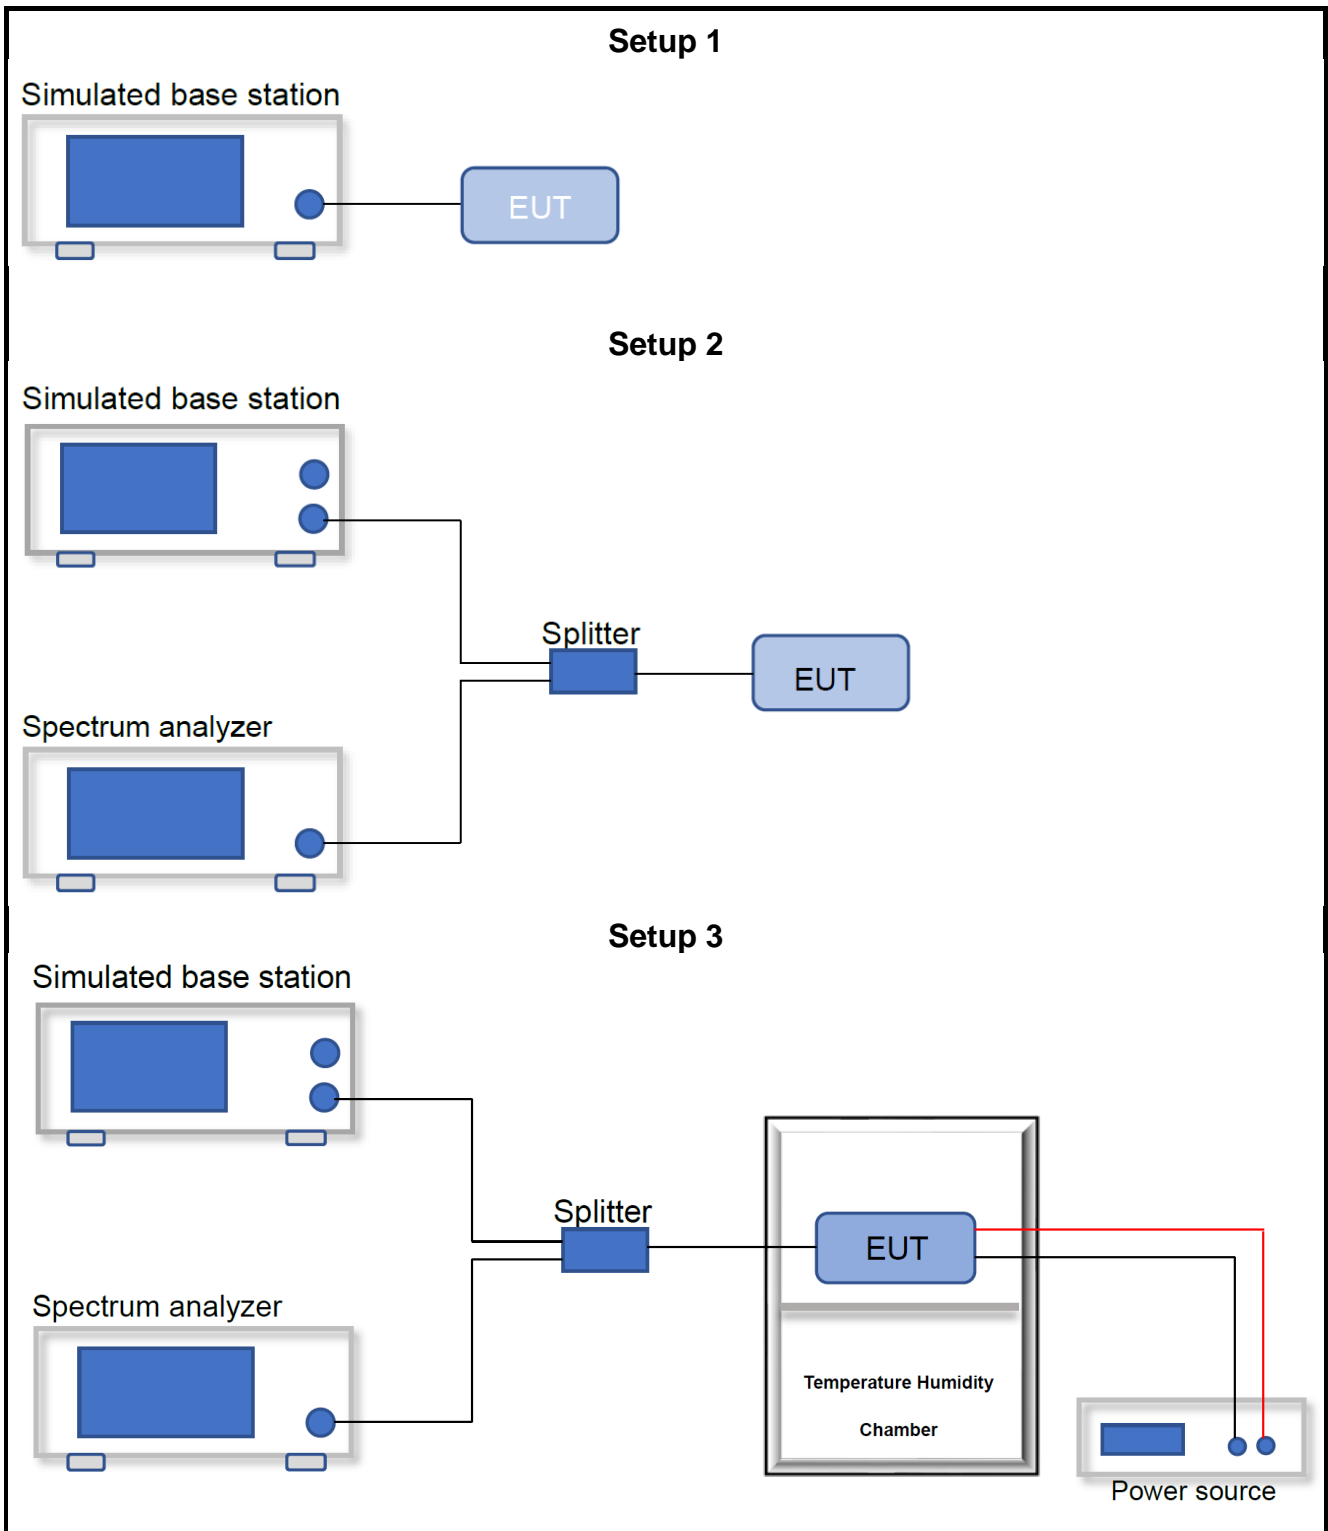 Setup 1
Simulated base station
EUT
Setup 2
Simulated base station
Splitter
EUT
Spectrum analyzer
Setup 3
Simulated base station
Splitter
EUT
Spectrum analyzer
Temperature Humidity
Chamber
Power source